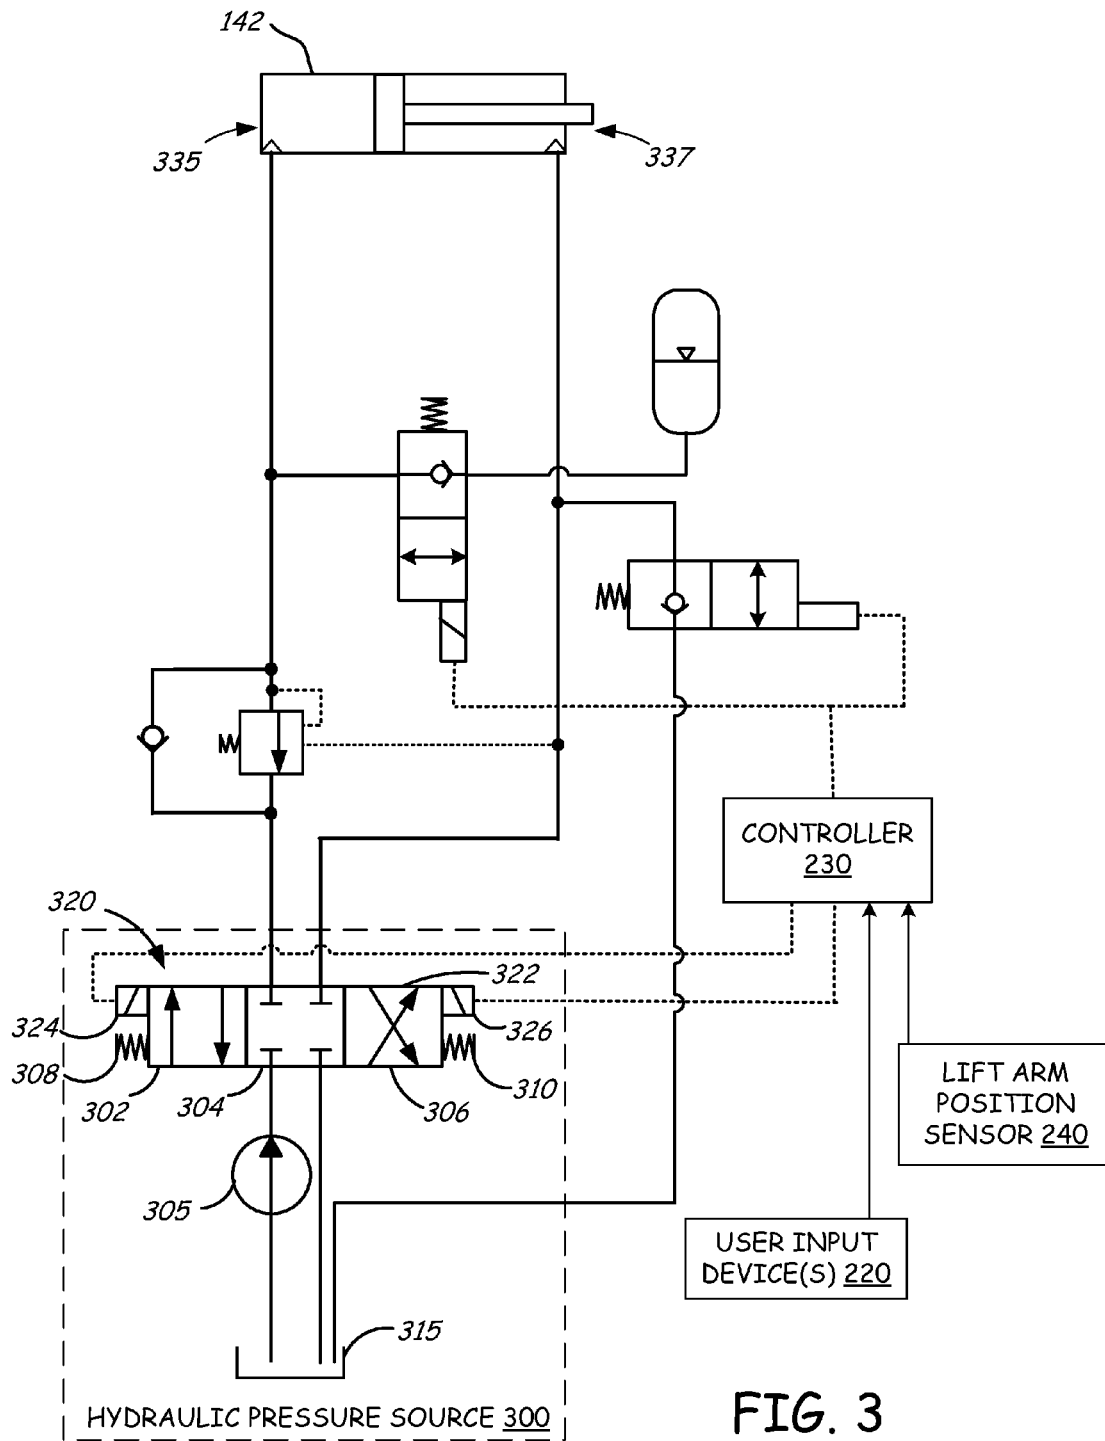 142
335
337
CONTROLLER
230
320
322
324
326
308
310
302
304
306
LIFT ARM
POSITION
SENSOR 240
305
USER INPUT
DEVICE(S) 220
315
HYDRAULIC PRESSURE SOURCE 300
FIG. 3